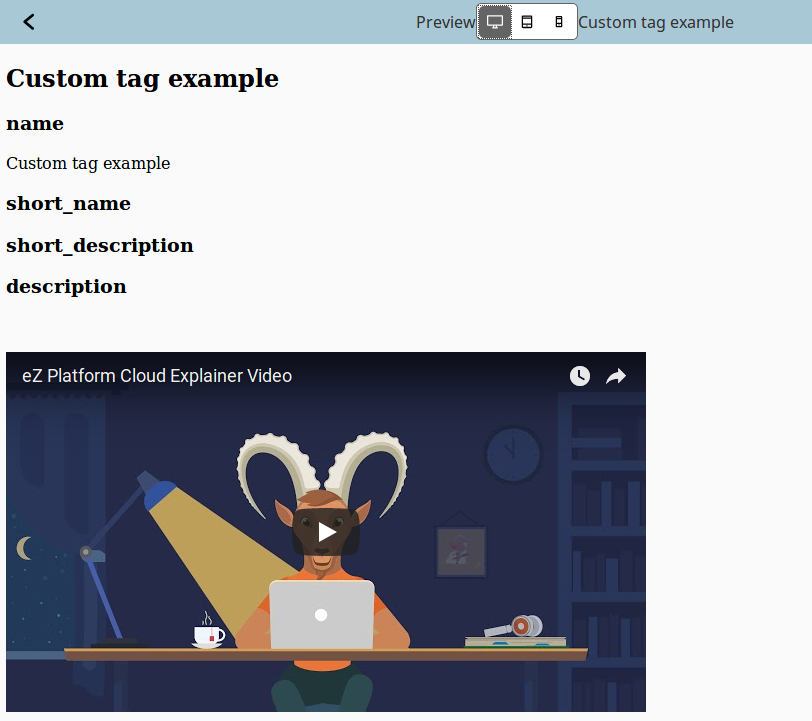 Preview Custom tag example
Custom tag example
name
Custom tag example
short_name
short_description
description
eZ Platform Cloud Explainer Video